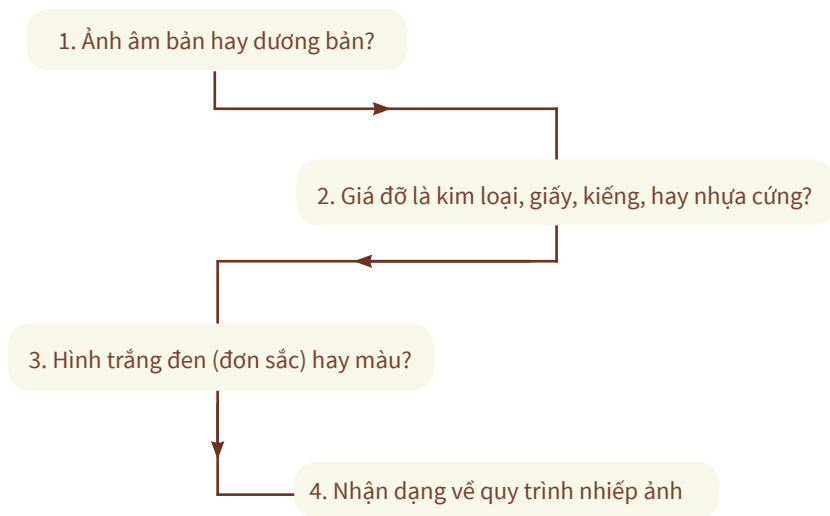 1. Ảnh âm bản hay dương bản?
2. Giá đỡ là kim loại, giấy, kiếng, hay nhựa cứng?
3. Hình trắng đen (đơn sắc) hay màu?
4. Nhận dạng về quy trình nhiếp ảnh